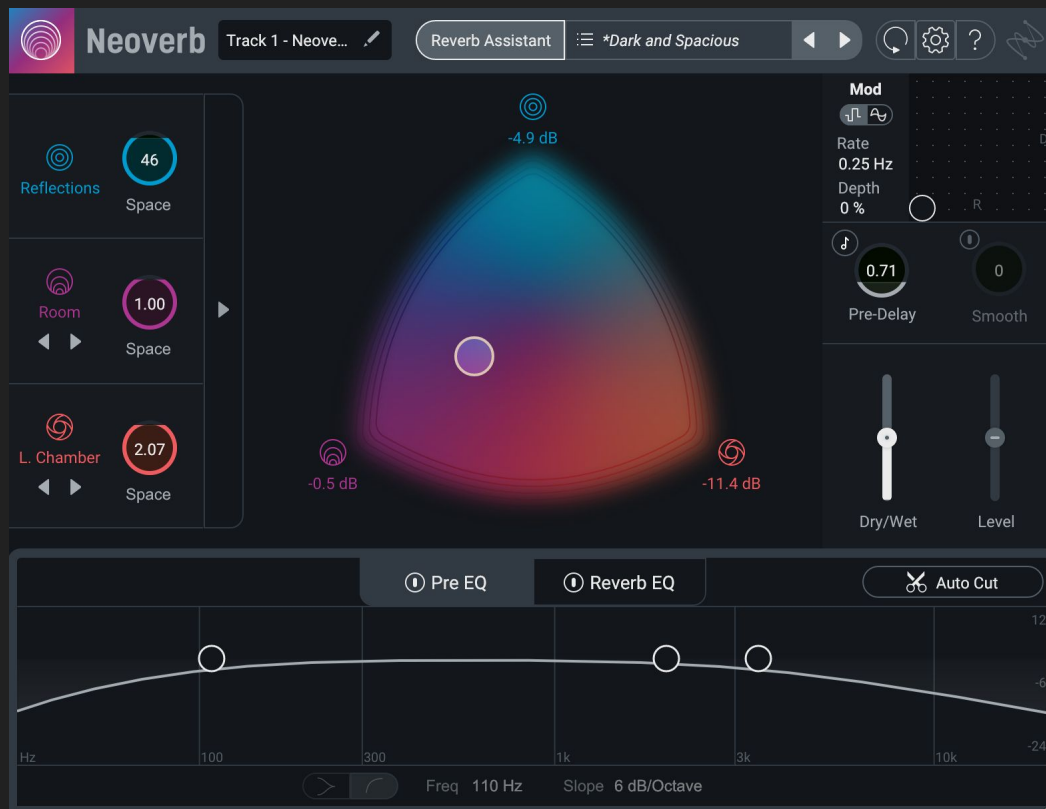 Neoverb
Track 1 - Neove...
Reverb Assistant
*Dark and Spacious
?
Reflections
46
Space
Room
1.00
Space
L. Chamber
2.07
Space
-4.9 dB
-0.5 dB
-11.4 dB
Mod
Rate
0.25 Hz
Depth
0 %
R
0.71
Pre-Delay
0
Smooth
Dry/Wet
Level
Pre EQ
Reverb EQ
Auto Cut
12
-6
-24
Hz
100
300
1k
3k
10k
Freq 110 Hz
Slope 6 dB/Octave